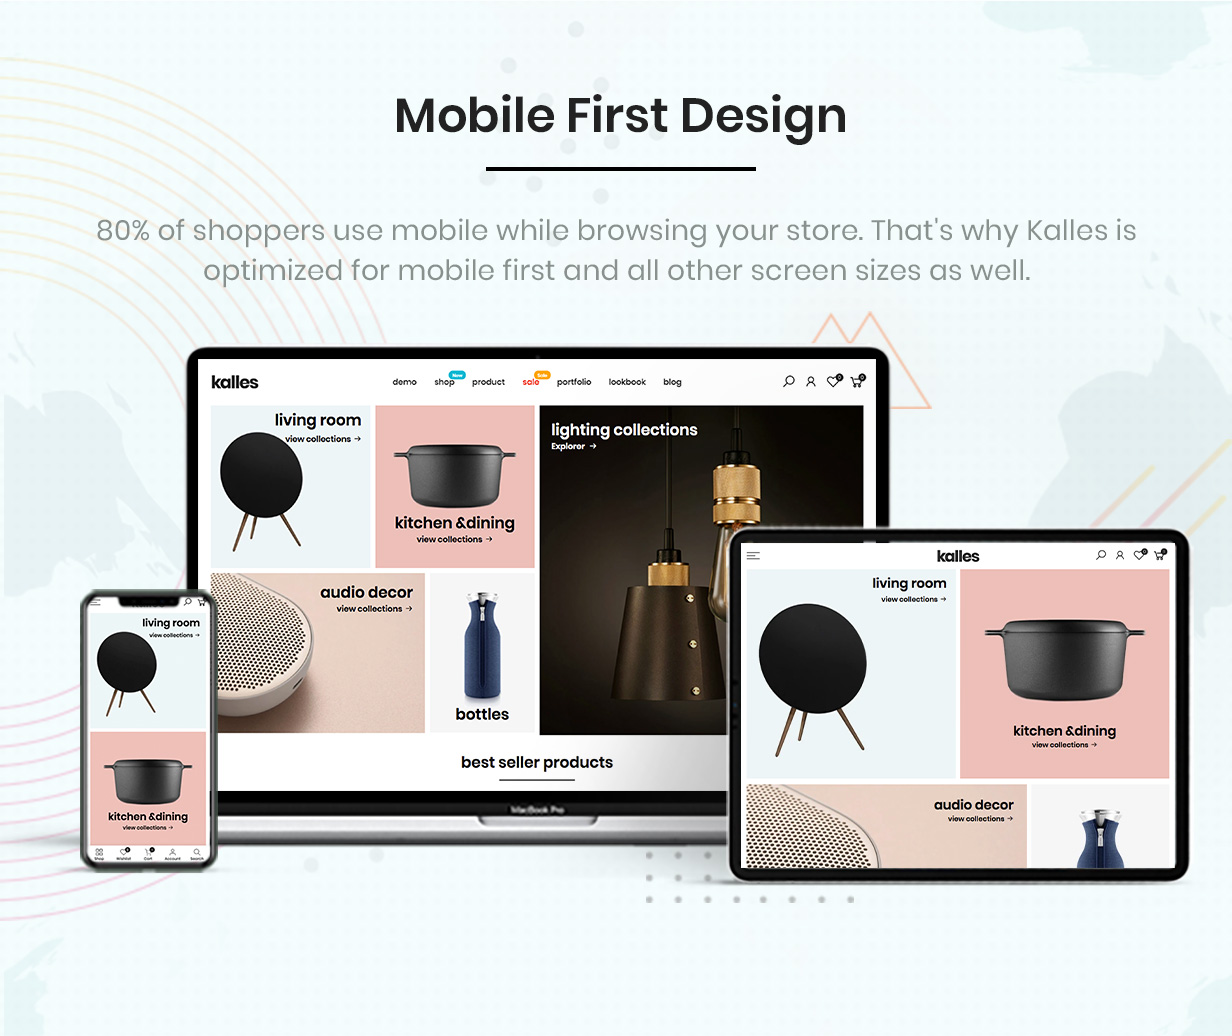 Mobile First Design
80% of shoppers use mobile while browsing your store. That's why Kalles is
optimized for mobile first and all other screen sizes as well.
kalles
demo
shop
New
product
sale
Sale
portfolio
lookbook
blog
0
0
living room
view collections →
kitchen &dining
view collections →
lighting collections
Explorer →
audio decor
view collections →
bottles
best seller products
MacBook Pro
living room
view collections →
kitchen &dining
view collections →
Shop
Wishlist
Cart
Account
Search
kalles
0
0
living room
view collections →
kitchen &dining
view collections →
audio decor
view collections →